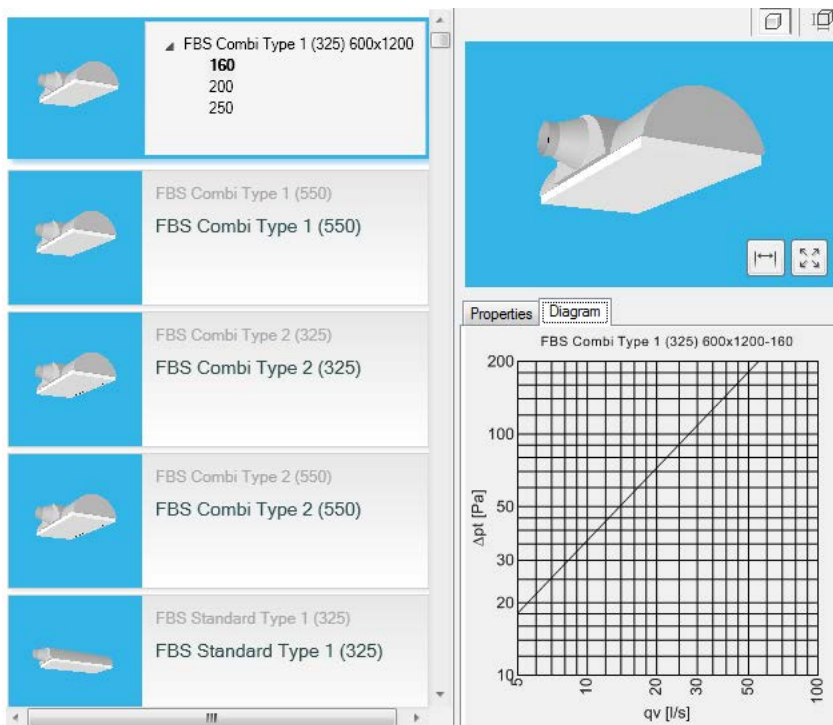 FBS Combi Type 1 (325) 600x1200
160
200
250
FBS Combi Type 1 (550)
FBS Combi Type 1 (550)
FBS Combi Type 2 (325)
FBS Combi Type 2 (325)
FBS Combi Type 2 (550)
FBS Combi Type 2 (550)
FBS Standard Type 1 (325)
FBS Standard Type 1 (325)
Properties
Diagram
FBS Combi Type 1 (325) 600x1200-160
200
100
50
30
20
10
Δpt [Pa]
5
10
20
30
50
100
qv [l/s]